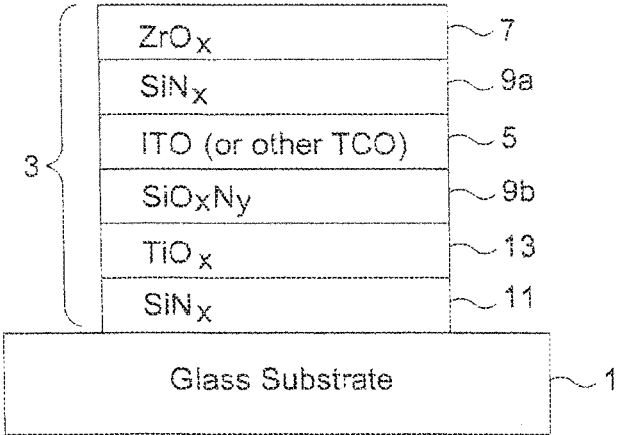 ZrOx 7
SiNx 9a
3 ITO (or other TCO) 5
SiOxNy 9b
TiOx 13
SiNx 11
Glass Substrate 1